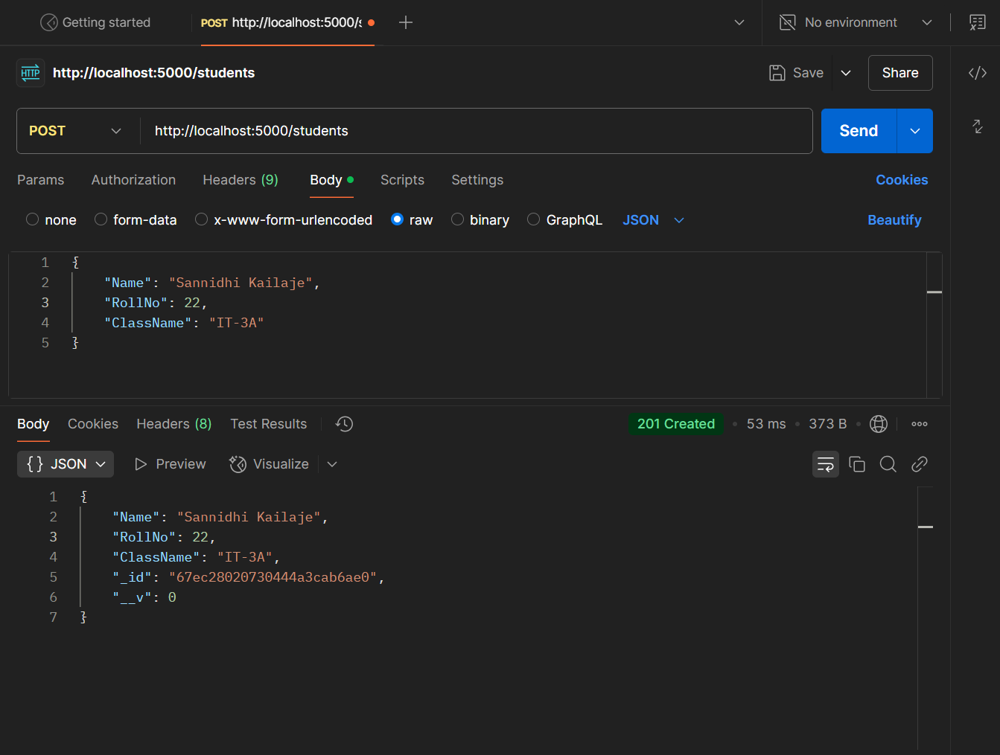 Getting started POST http://localhost:5000/s No environment
HTTP http://localhost:5000/students Save Share
POST http://localhost:5000/students Send
Params Authorization Headers (9) Body Scripts Settings Cookies
none form-data x-www-form-urlencoded raw binary GraphQL JSON Beautify
1 {
2 "Name": "Sannidhi Kailaje",
3 "RollNo": 22,
4 "ClassName": "IT-3A"
5 }
Body Cookies Headers (8) Test Results 201 Created • 53 ms • 373 B •
{} JSON Preview Visualize
1 {
2 "Name": "Sannidhi Kailaje",
3 "RollNo": 22,
4 "ClassName": "IT-3A",
5 "_id": "67ec28020730444a3cab6ae0",
6 "__v": 0
7 }